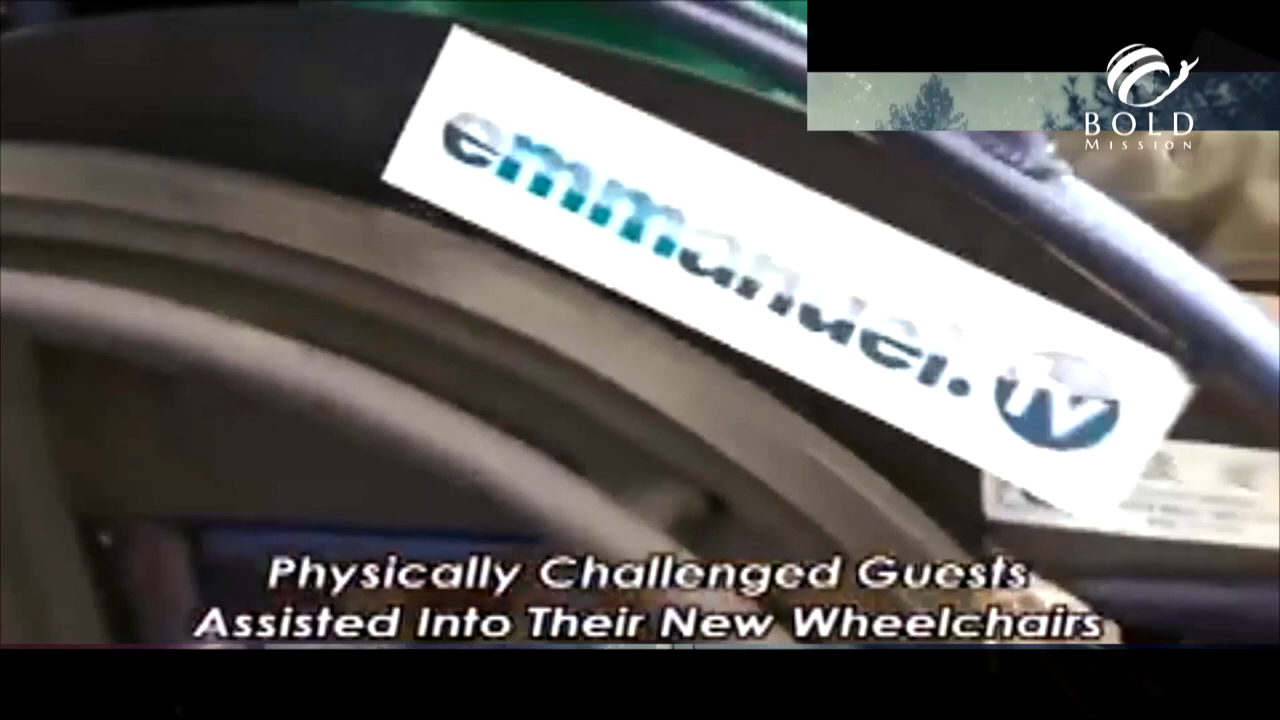 BOLD
MISSION
emmanuel.tv
Physically Challenged Guests
Assisted Into Their New Wheelchairs